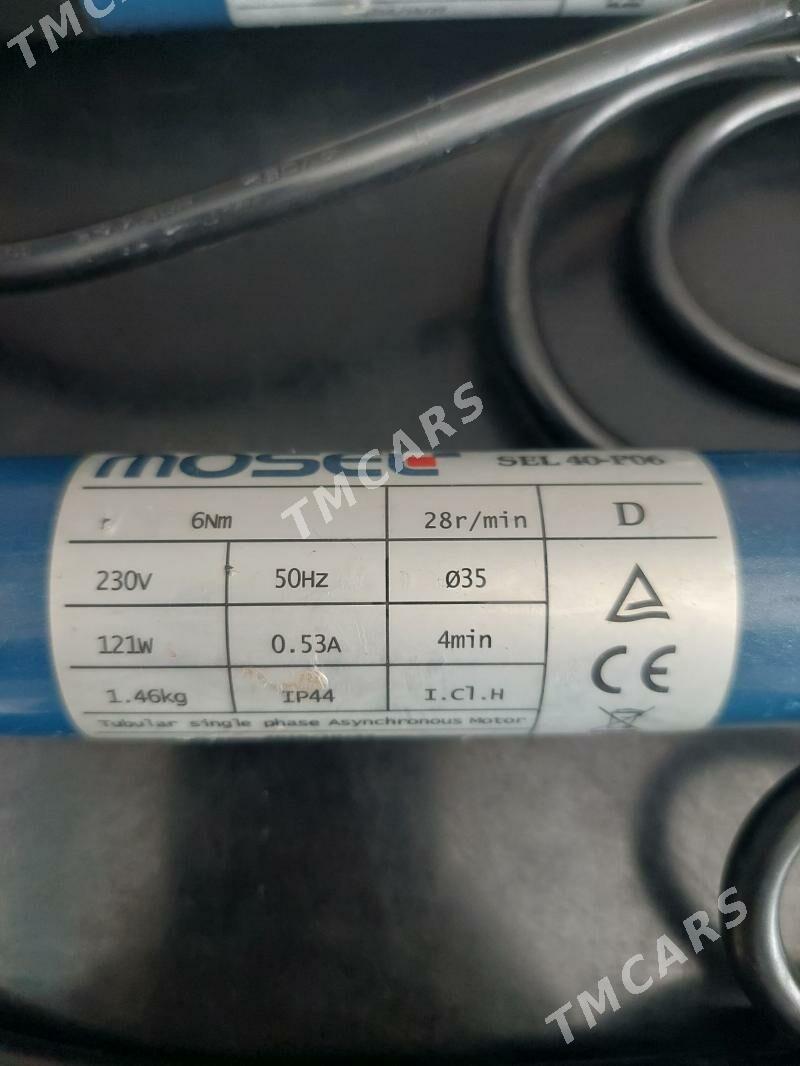 TMCARS
TMCARS
mosel SEL 40-F06
r 6Nm 28r/min D
230V 50Hz Ø35
121W 0.53A 4min
CE
1.46kg IP44 I.Cl.H
Tubular single phase Asynchronous Motor
TMCARS